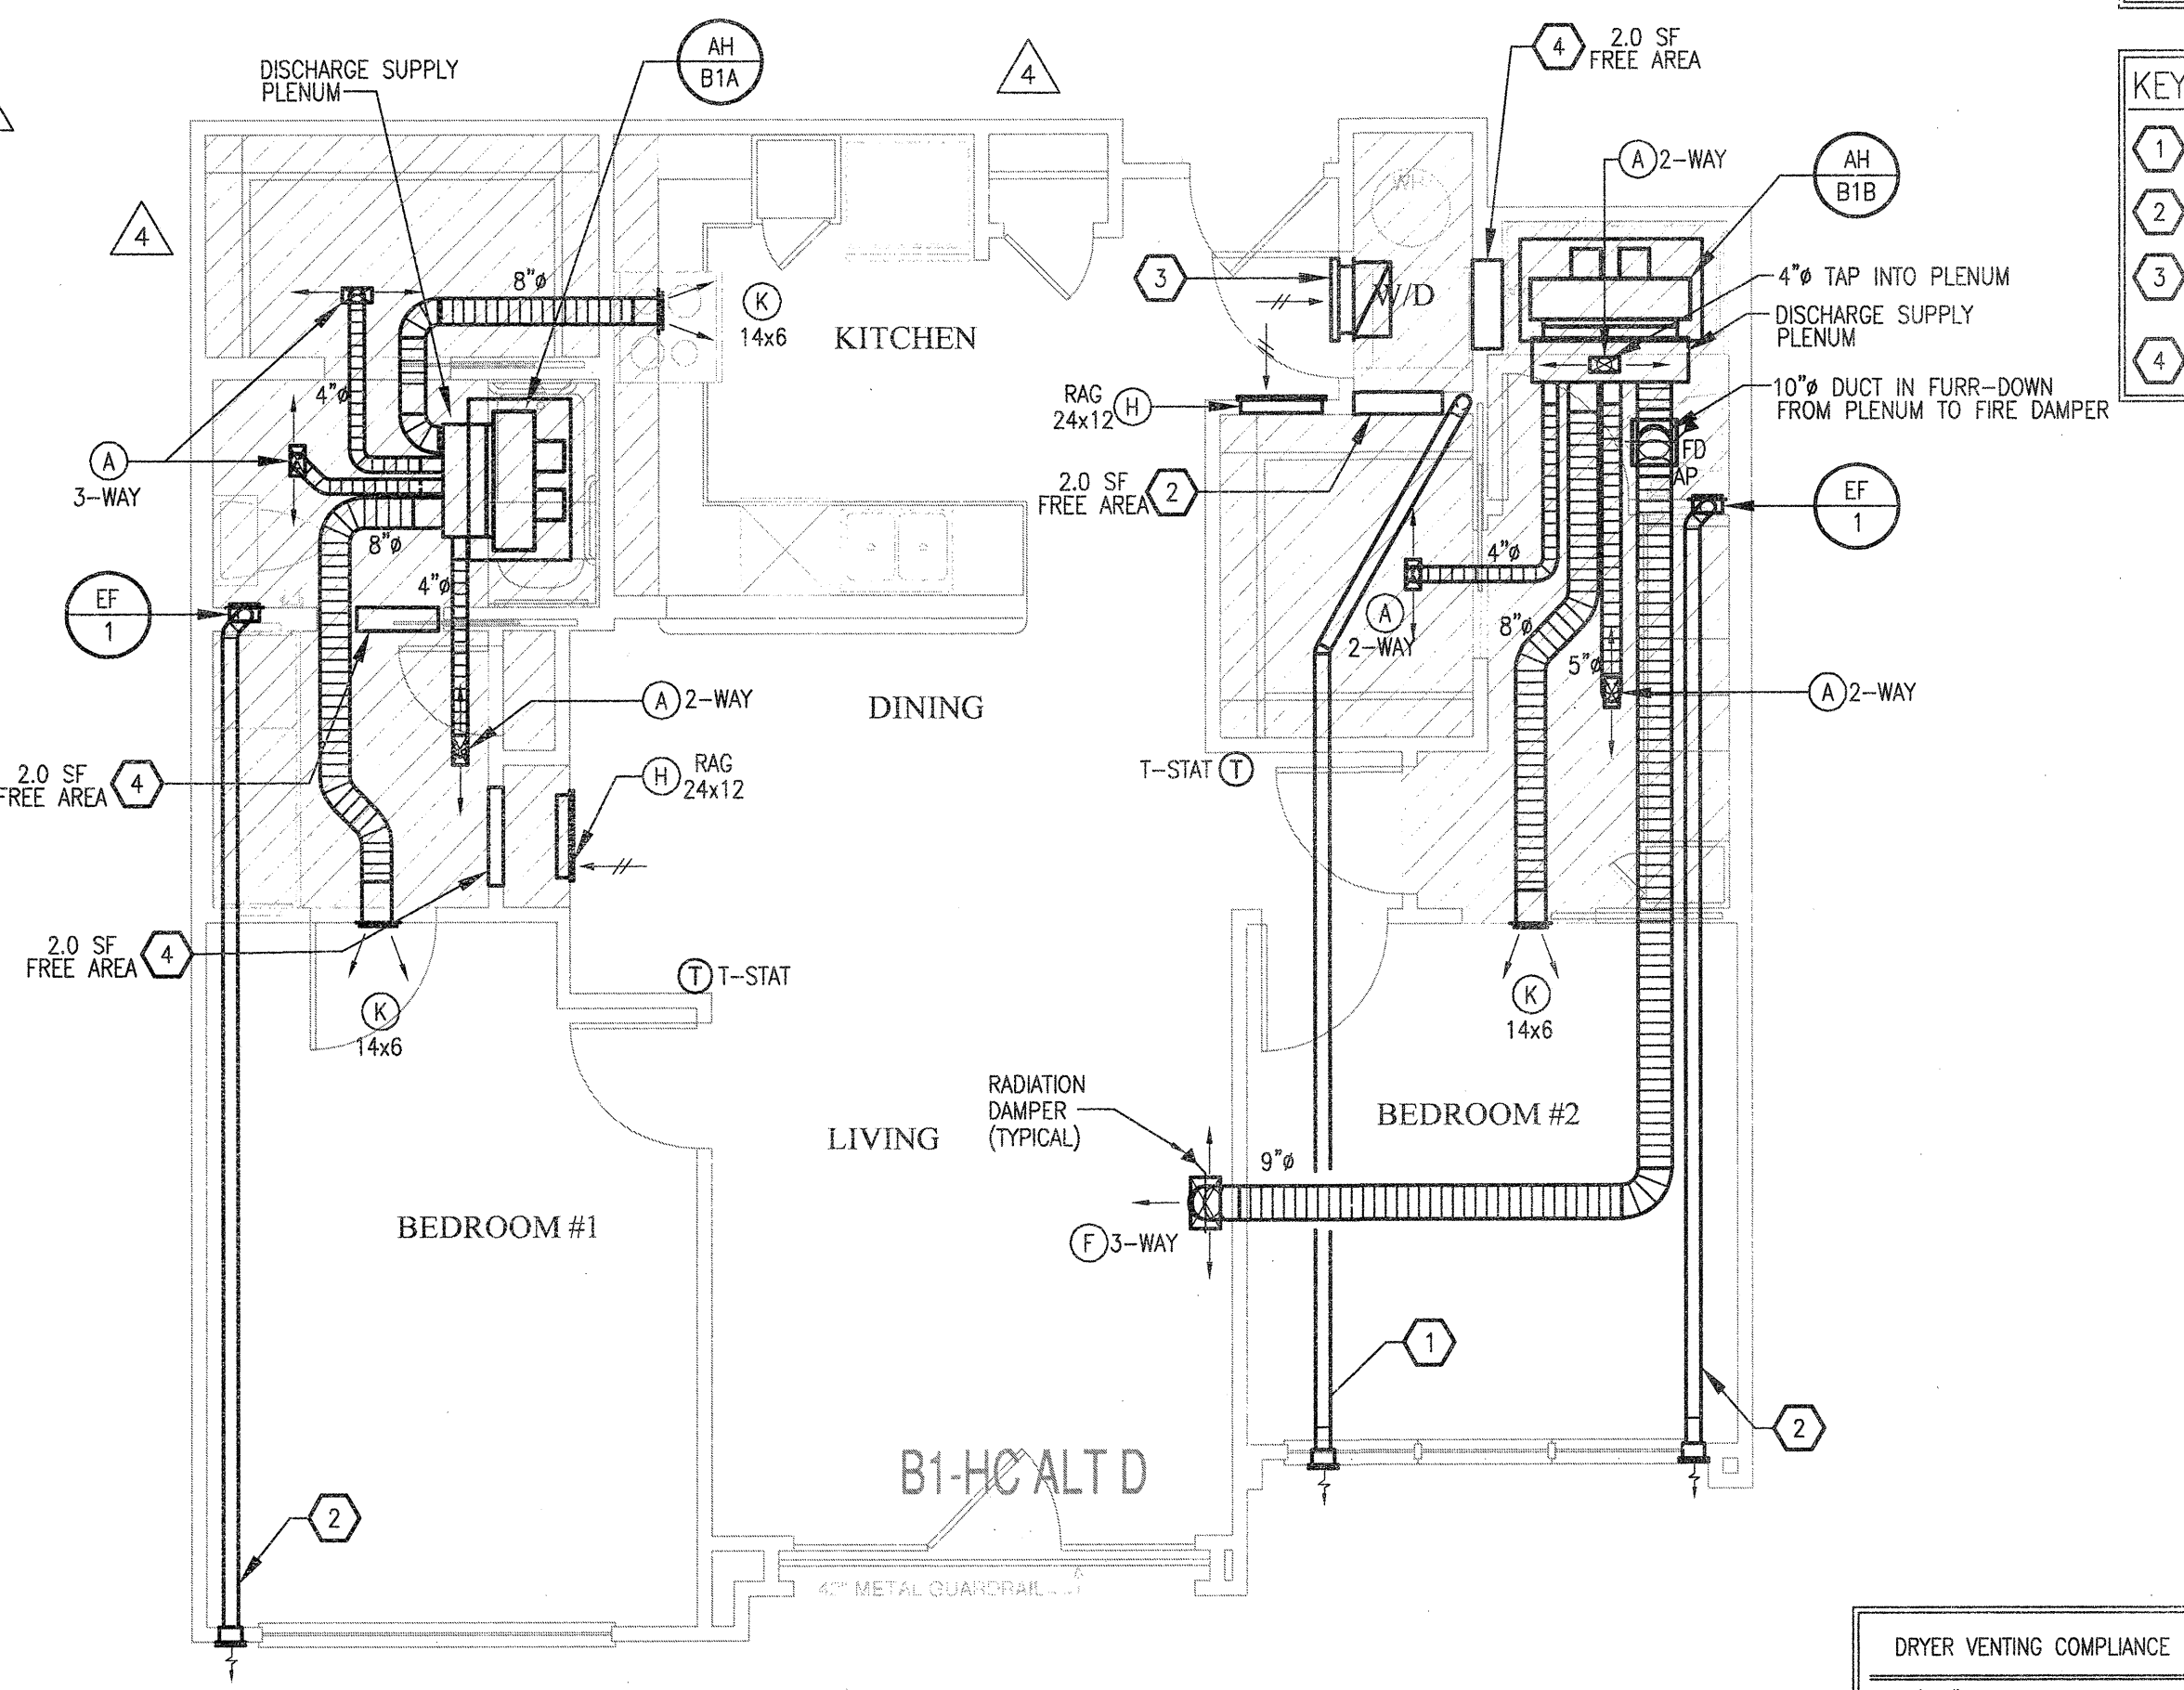 DISCHARGE SUPPLY
PLENUM
AH
B1A
4
4
2.0 SF
FREE AREA
KEY
1
2
3
4
A 2-WAY
AH
B1B
4
8"ø
K
14x6
KITCHEN
3
W/D
4"ø TAP INTO PLENUM
DISCHARGE SUPPLY
PLENUM
10"ø DUCT IN FURR-DOWN
FROM PLENUM TO FIRE DAMPER
4"ø
A
3-WAY
RAG
24x12 H
2.0 SF
FREE AREA 2
FD
AP
EF
1
8"ø
4"ø
EF
1
4"ø
A
2-WAY
8"ø
5"ø
A 2-WAY
A 2-WAY
DINING
H RAG
24x12
T-STAT T
2.0 SF
FREE AREA 4
2.0 SF
FREE AREA 4
T T-STAT
K
14x6
K
14x6
RADIATION
DAMPER
(TYPICAL)
LIVING
BEDROOM #2
9"ø
BEDROOM #1
F 3-WAY
1
2
B1-HC ALT D
2
42" METAL GUARDRAIL
DRYER VENTING COMPLIANCE